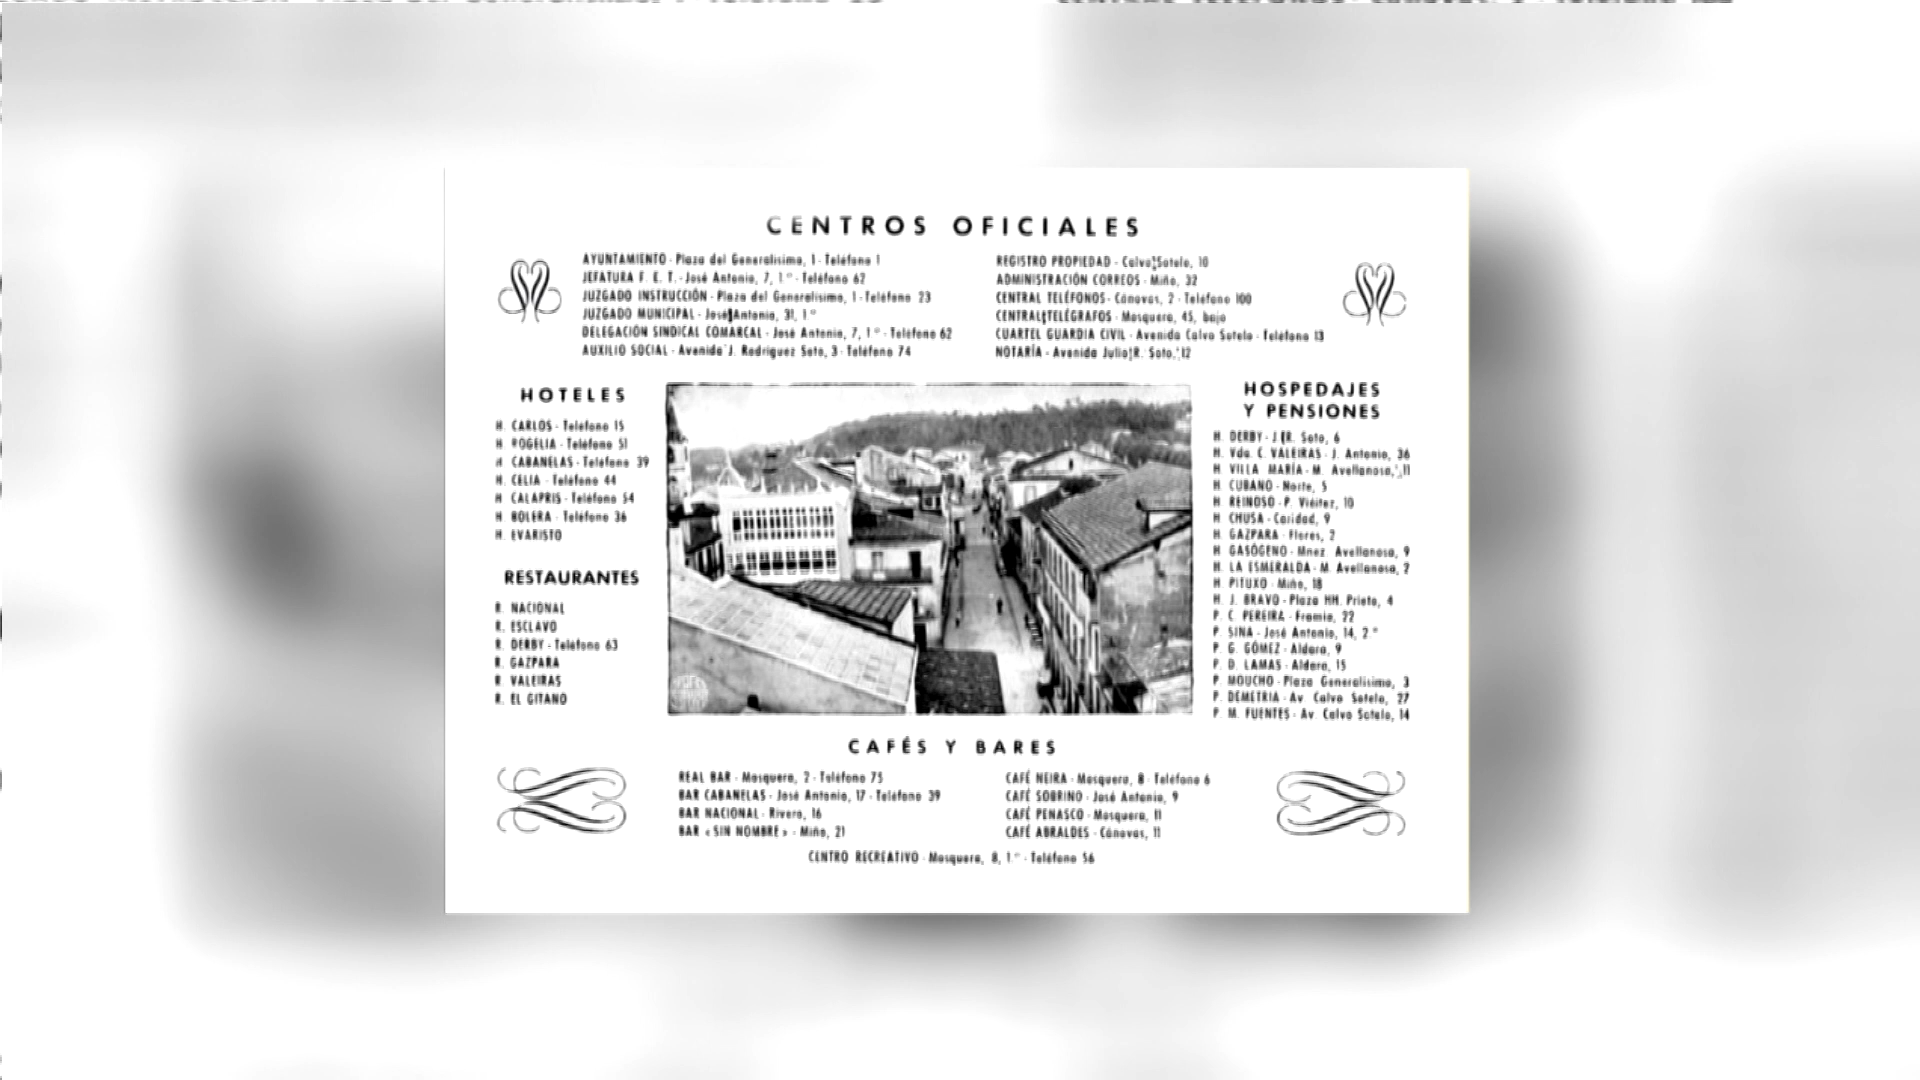 CENTROS OFICIALES
AYUNTAMIENTO - Plaza del Generalísimo, 1 - Teléfono 1
JEFATURA F. E. T. - José Antonio, 7, 1.º - Teléfono 62
JUZGADO INSTRUCCIÓN - Plaza del Generalísimo, 1 - Teléfono 23
JUZGADO MUNICIPAL - José Antonio, 31, 1.º
DELEGACIÓN SINDICAL COMARCAL - José Antonio, 7, 1.º - Teléfono 62
AUXILIO SOCIAL - Avenida J. Rodríguez Soto, 3 - Teléfono 74
REGISTRO PROPIEDAD - Calvo Sotelo, 10
ADMINISTRACIÓN CORREOS - Miño, 32
CENTRAL TELÉFONOS - Cánovas, 2 - Teléfono 100
CENTRAL TELÉGRAFOS - Mosquera, 45, bajo
CUARTEL GUARDIA CIVIL - Avenida Calvo Sotelo - Teléfono 13
NOTARÍA - Avenida Julio R. Soto, 12
HOTELES
H. CARLOS - Teléfono 15
H. ROGELIA - Teléfono 51
H. CABANELAS - Teléfono 39
H. CELIA - Teléfono 44
H. CALAPRIS - Teléfono 54
H. BOLERA - Teléfono 36
H. EVARISTO
RESTAURANTES
R. NACIONAL
R. ESCLAVO
R. DERBY - Teléfono 63
R. GAZPARA
R. VALEIRAS
R. EL GITANO
HOSPEDAJES
Y PENSIONES
H. DERBY - J. R. Soto, 6
H. Vda. C. VALEIRAS - J. Antonio, 36
H. VILLA MARÍA - M. Avellanosa, 11
H. CUBANO - Norte, 5
H. REINOSO - P. Viéitez, 10
H. CHUSA - Caridad, 9
H. GAZPARA - Flores, 2
H. GASÓGENO - Mnez. Avellanosa, 9
H. LA ESMERALDA - M. Avellanosa, 2
H. PITUXO - Miño, 18
H. J. BRAVO - Plaza HH. Prieto, 4
P. C. PEREIRA - Fromia, 22
P. SINA - José Antonio, 14, 2.º
P. G. GÓMEZ - Aldara, 9
P. D. LAMAS - Aldara, 15
P. MOUCHO - Plaza Generalísimo, 3
P. DEMETRIA - Av. Calvo Sotelo, 27
P. M. FUENTES - Av. Calvo Sotelo, 14
CAFÉS Y BARES
REAL BAR - Mosquera, 2 - Teléfono 75
BAR CABANELAS - José Antonio, 17 - Teléfono 39
BAR NACIONAL - Rivero, 16
BAR «SIN NOMBRE» - Miño, 21
CAFÉ NEIRA - Mosquera, 8 - Teléfono 6
CAFÉ SOBRINO - José Antonio, 9
CAFÉ PENASCO - Mosquera, 11
CAFÉ ABRALDES - Cánovas, 11
CENTRO RECREATIVO - Mosquera, 8, 1.º - Teléfono 56